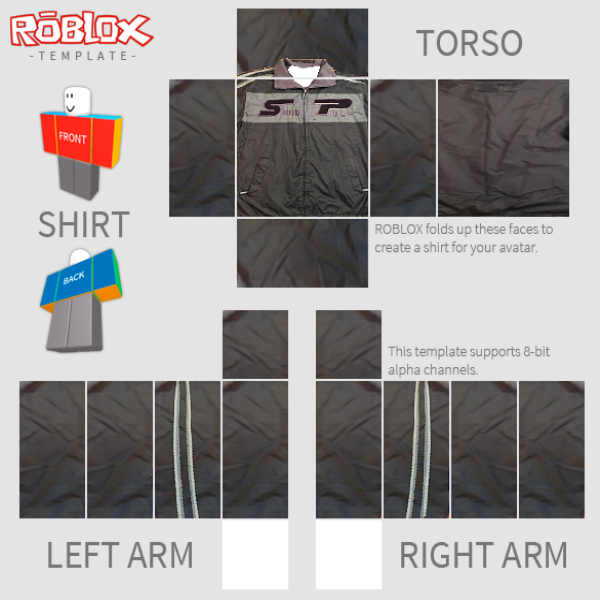 ROBLOX
-TEMPLATE-
TORSO
FRONT
SHIRT
S P
ROBLOX folds up these faces to
create a shirt for your avatar.
BACK
This template supports 8-bit
alpha channels.
LEFT ARM
RIGHT ARM